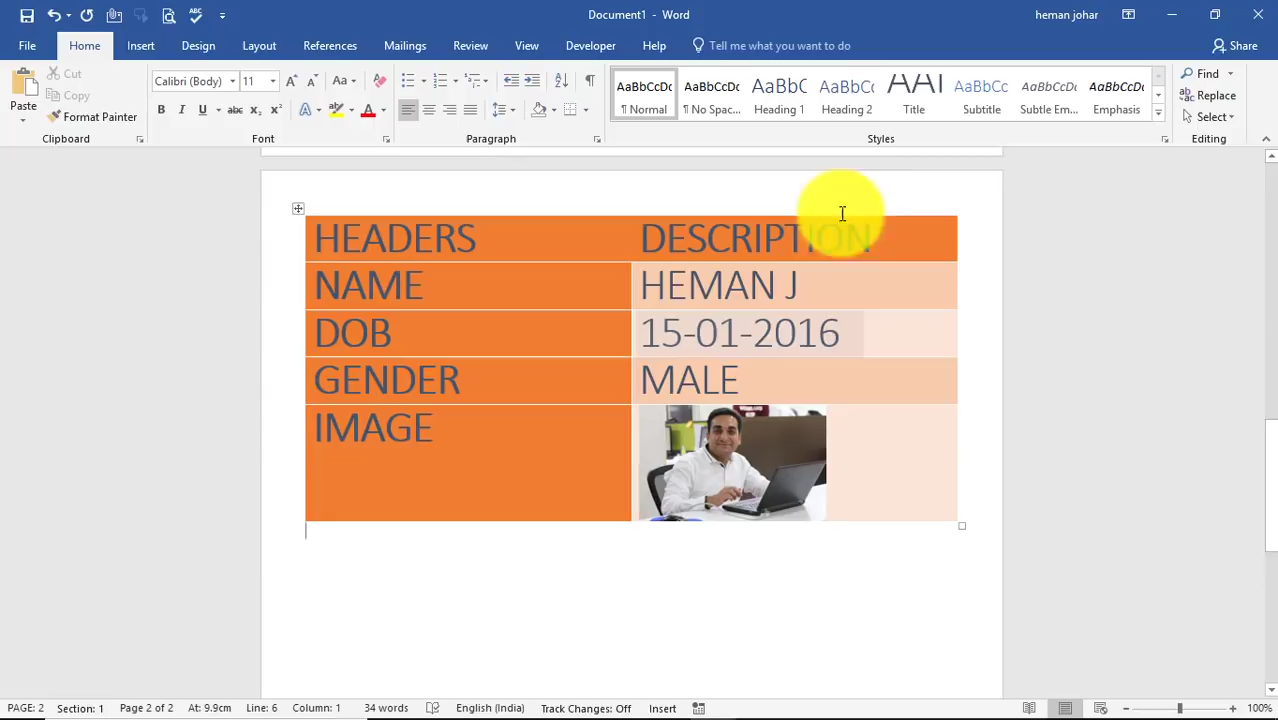 Document1 - Word
heman johar
File Home Insert Design Layout References Mailings Review View Developer Help Tell me what you want to do Share
Paste
Cut
Copy
Format Painter
Clipboard
Calibri (Body) 11
Font
Paragraph
AaBbCcDc AaBbCcDc AaBbC AaBbCc AaBbCc AaBbCcDc AaBbCcDc
¶ Normal ¶ No Spac... Heading 1 Heading 2 Title Subtitle Subtle Em... Emphasis
Styles
Find
Replace
Select
Editing
HEADERS DESCRIPTION
NAME HEMAN J
DOB 15-01-2016
GENDER MALE
IMAGE
PAGE: 2 Section: 1 Page 2 of 2 At: 9.9cm Line: 6 Column: 1 34 words English (India) Track Changes: Off Insert 100%